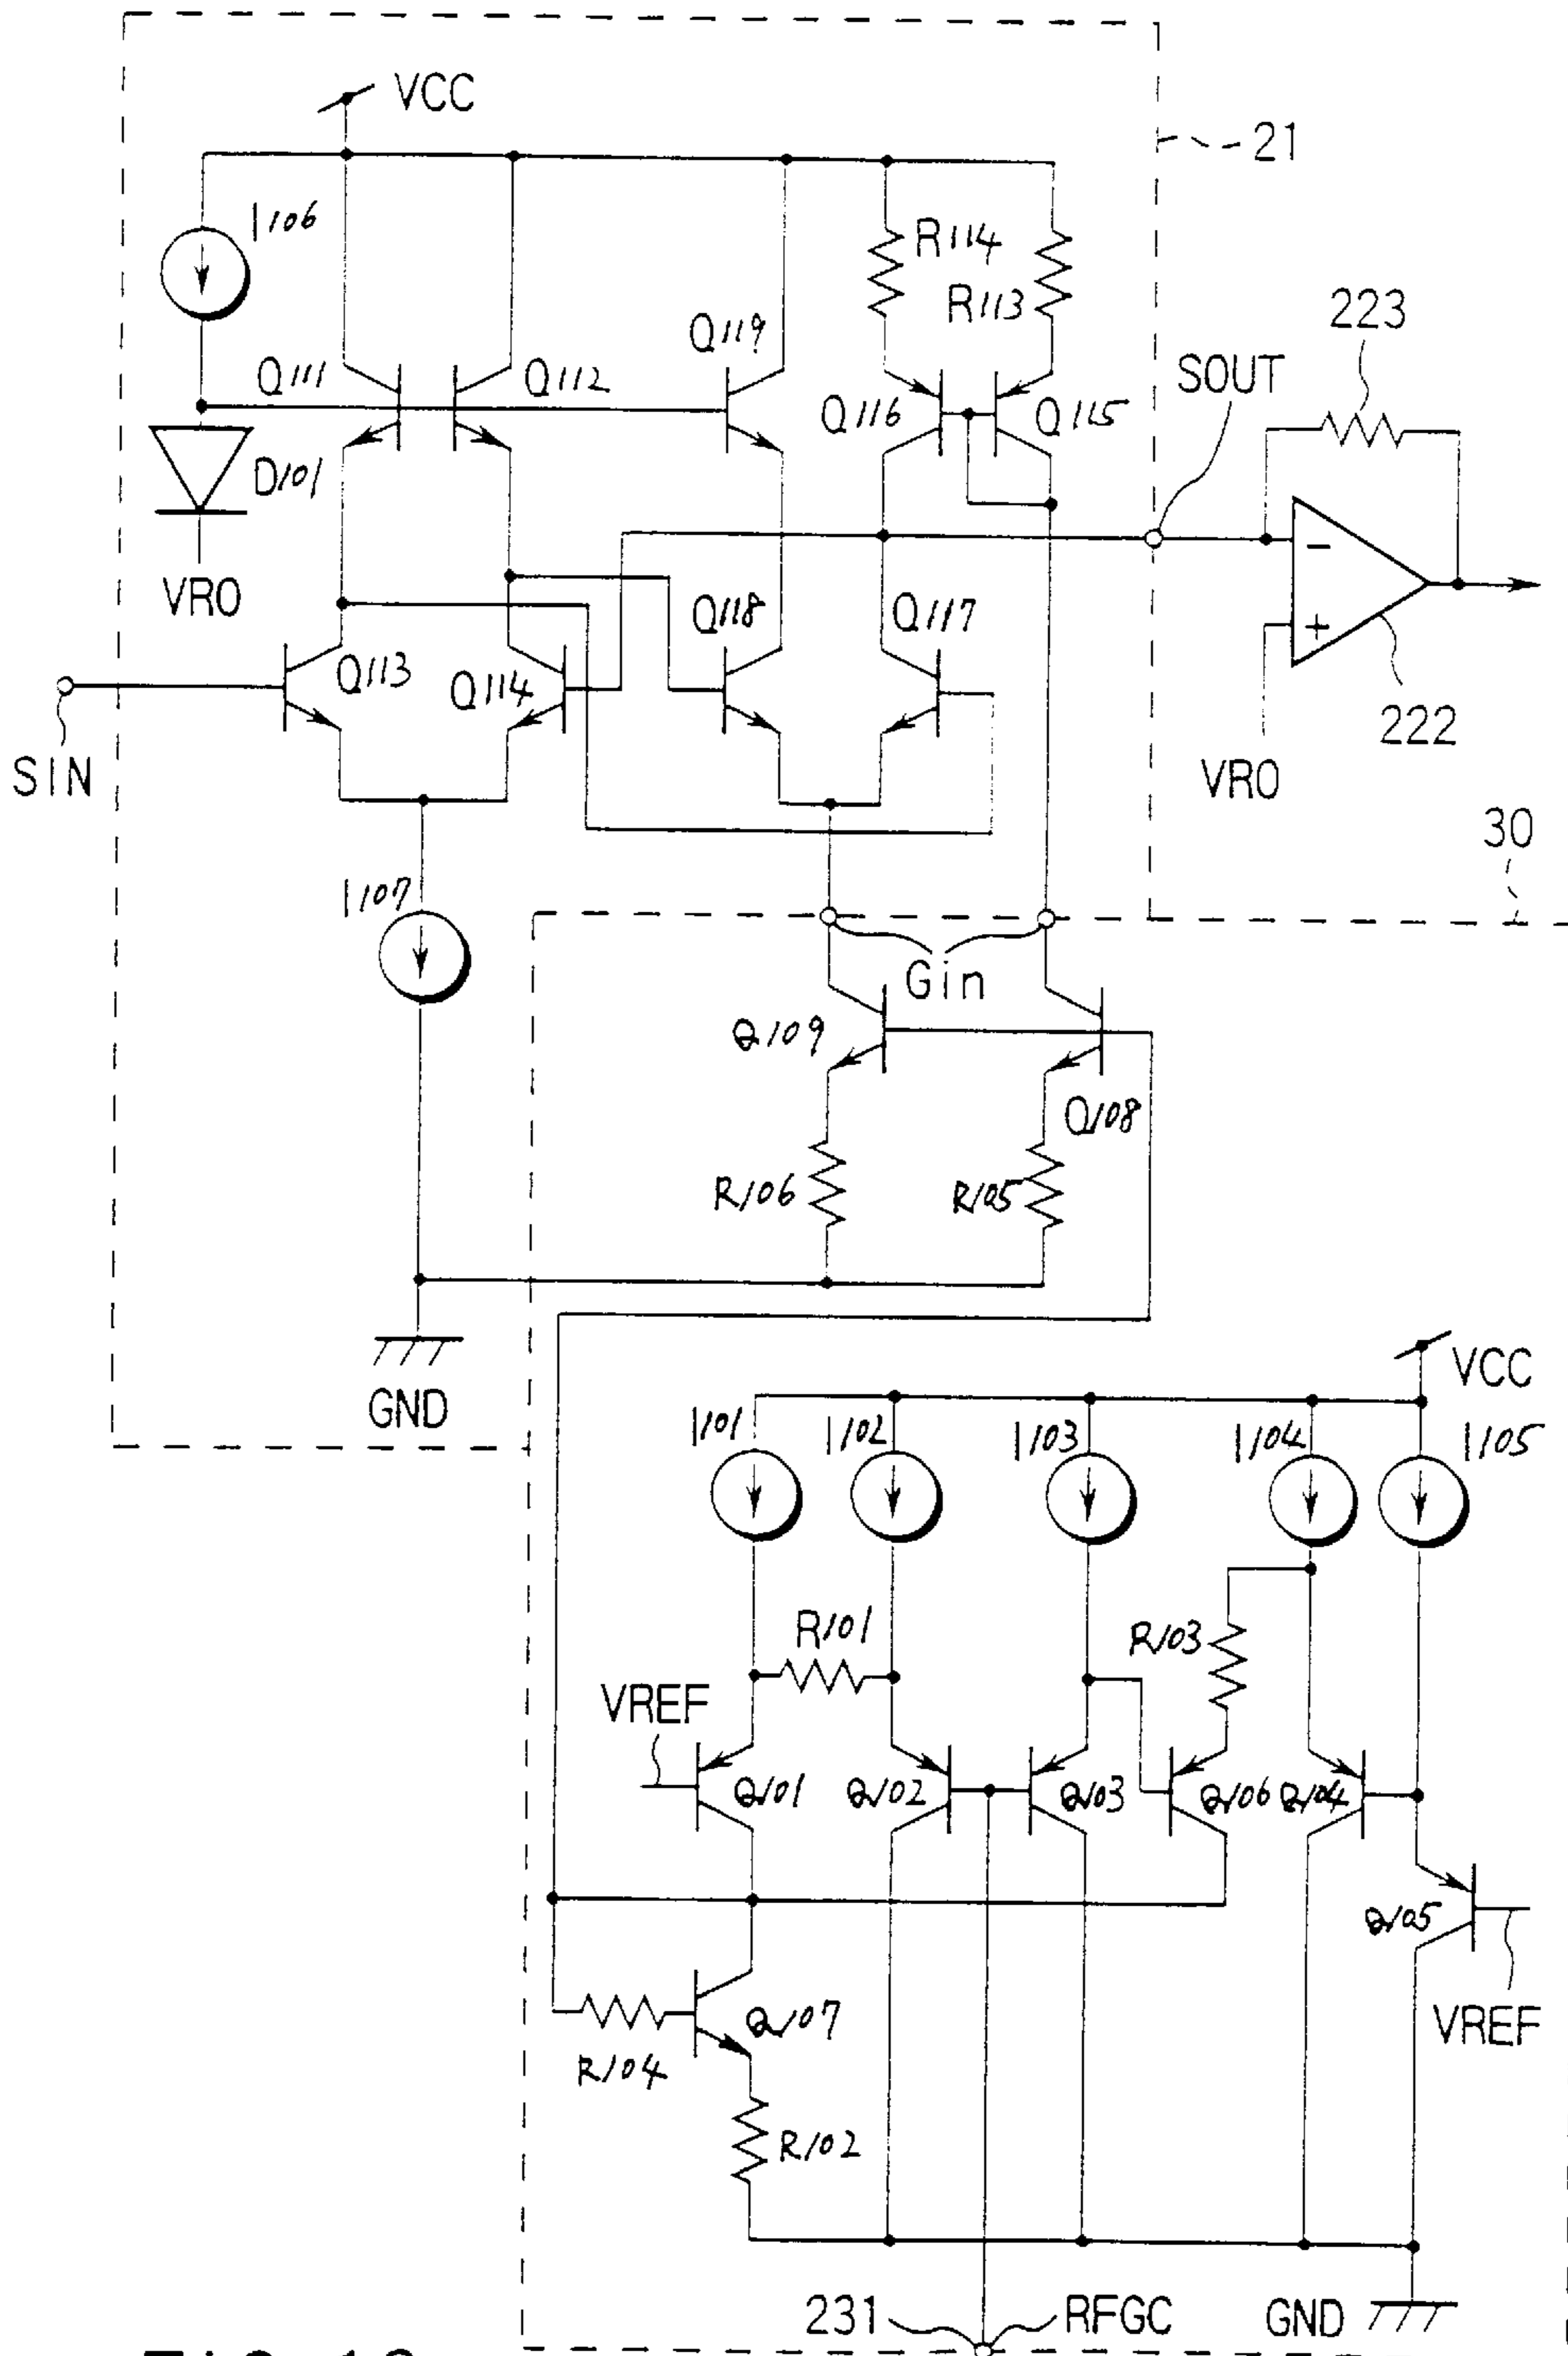 VCC
21
I106
R114
R113
223
Q119
SOUT
Q111
Q112
Q116
Q115
D101
VRO
Q118
Q117
Q113
Q114
222
SIN
VRO
30
I107
Gin
Q109
Q108
R106
R105
GND
VCC
I101
I102
I103
I104
I105
R101
R103
VREF
Q101
Q102
Q103
Q106
Q104
Q105
Q107
VREF
R104
R102
231
RFGC
GND